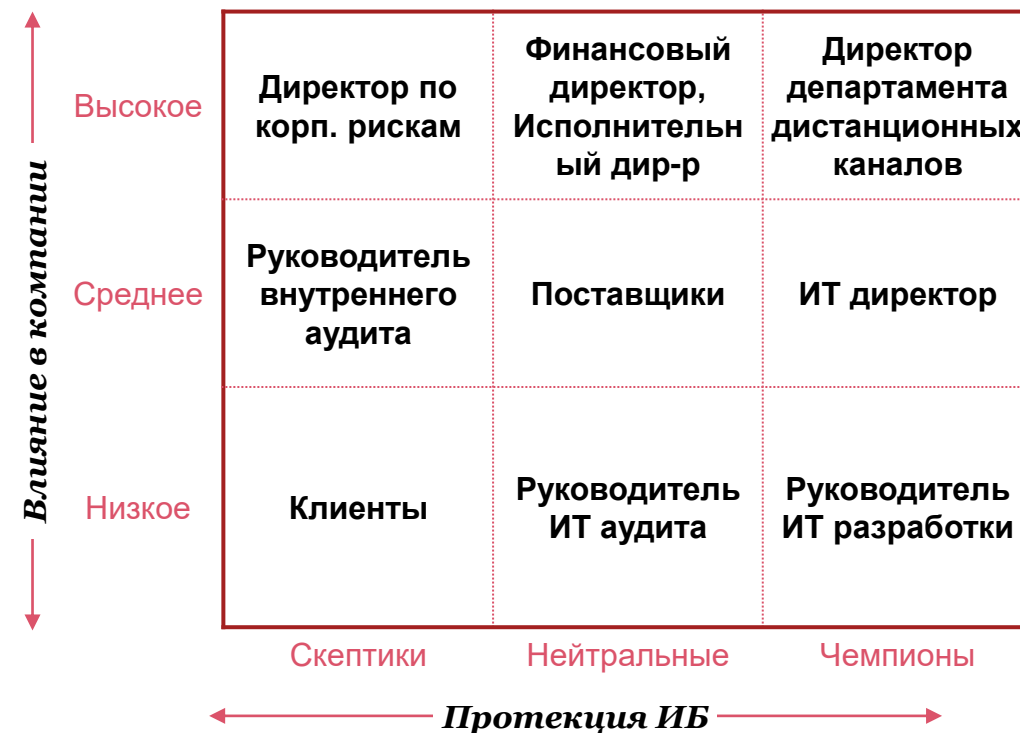 Влияние в компании
Высокое
Директор по
корп. рискам
Финансовый
директор,
Исполнительн
ый дир-р
Директор
департамента
дистанционных
каналов
Среднее
Руководитель
внутреннего
аудита
Поставщики
ИТ директор
Низкое
Клиенты
Руководитель
ИТ аудита
Руководитель
ИТ разработки
Скептики
Нейтральные
Чемпионы
Протекция ИБ